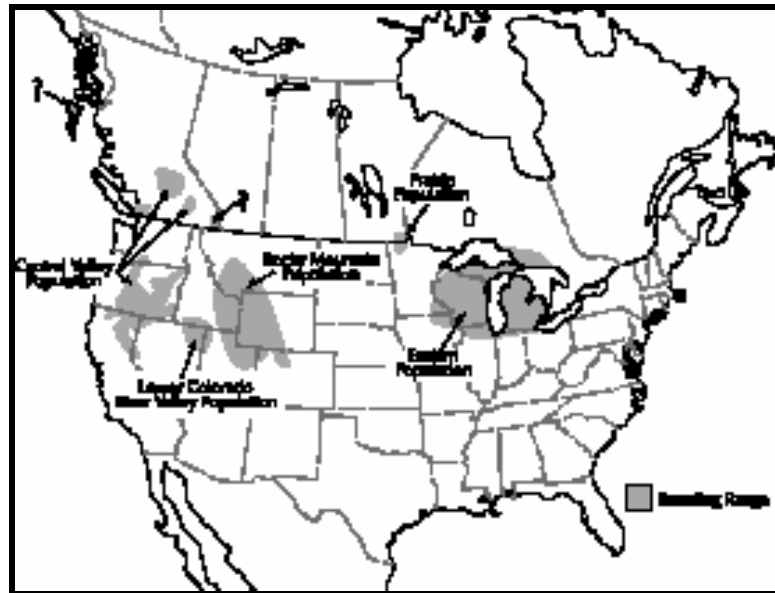 ?
?
Prairie
Population
Central Valley
Population
Rocky Mountain
Population
Eastern
Population
Lower Colorado
River Valley Population
Breeding Range